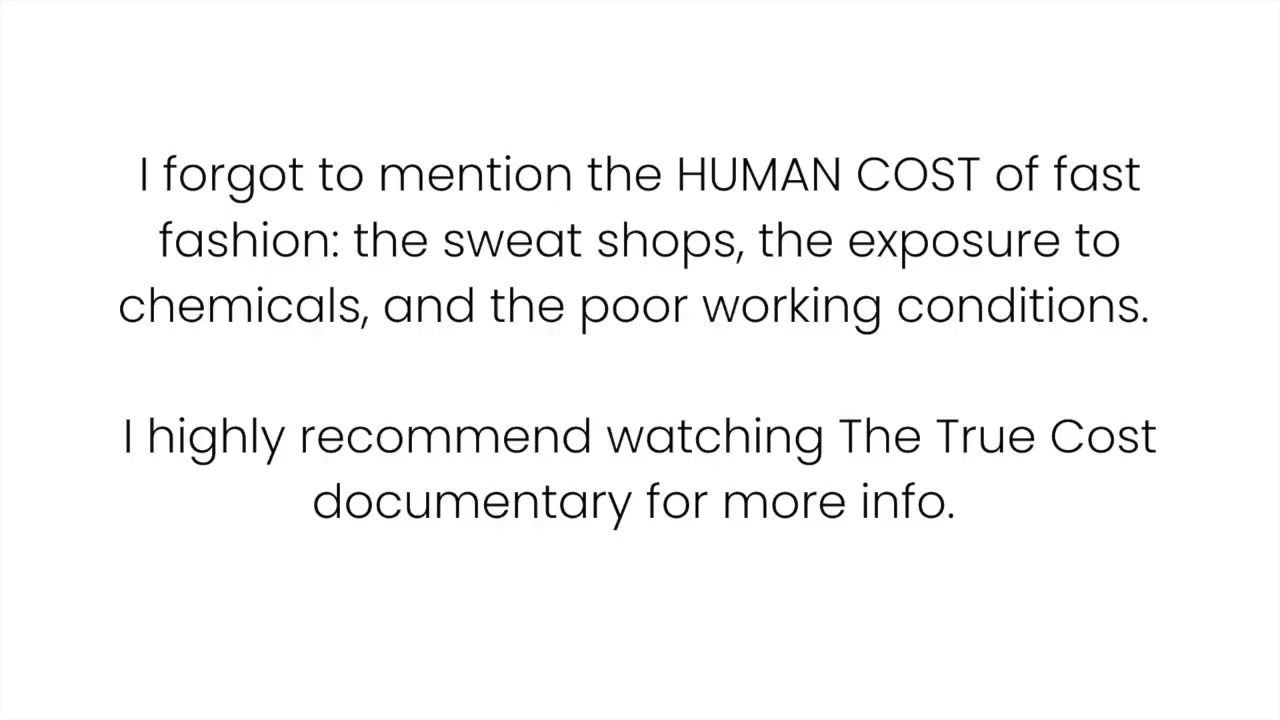 I forgot to mention the HUMAN COST of fast
fashion: the sweat shops, the exposure to
chemicals, and the poor working conditions.
I highly recommend watching The True Cost
documentary for more info.